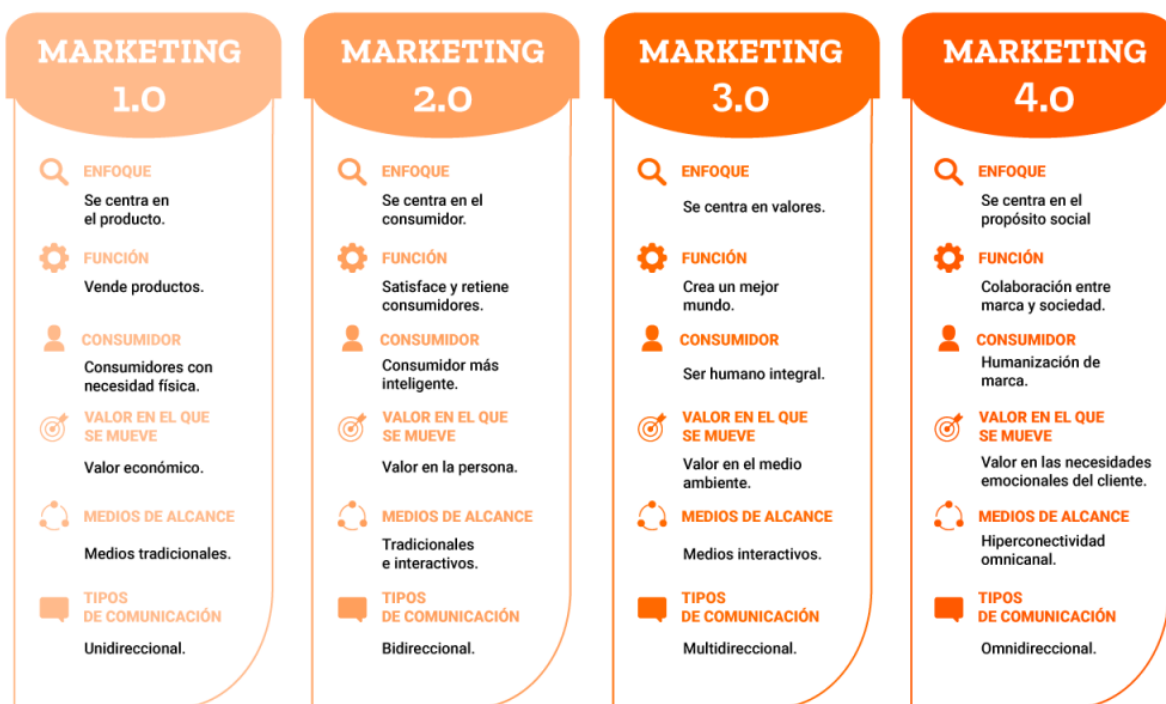 MARKETING
1.0
ENFOQUE
Se centra en
el producto.
FUNCIÓN
Vende productos.
CONSUMIDOR
Consumidores con
necesidad física.
VALOR EN EL QUE
SE MUEVE
Valor económico.
MEDIOS DE ALCANCE
Medios tradicionales.
TIPOS
DE COMUNICACIÓN
Unidireccional.
MARKETING
2.0
ENFOQUE
Se centra en el
consumidor.
FUNCIÓN
Satisface y retiene
consumidores.
CONSUMIDOR
Consumidor más
inteligente.
VALOR EN EL QUE
SE MUEVE
Valor en la persona.
MEDIOS DE ALCANCE
Tradicionales
e interactivos.
TIPOS
DE COMUNICACIÓN
Bidireccional.
MARKETING
3.0
ENFOQUE
Se centra en valores.
FUNCIÓN
Crea un mejor
mundo.
CONSUMIDOR
Ser humano integral.
VALOR EN EL QUE
SE MUEVE
Valor en el medio
ambiente.
MEDIOS DE ALCANCE
Medios interactivos.
TIPOS
DE COMUNICACIÓN
Multidireccional.
MARKETING
4.0
ENFOQUE
Se centra en el
propósito social
FUNCIÓN
Colaboración entre
marca y sociedad.
CONSUMIDOR
Humanización de
marca.
VALOR EN EL QUE
SE MUEVE
Valor en las necesidades
emocionales del cliente.
MEDIOS DE ALCANCE
Hiperconectividad
omnicanal.
TIPOS
DE COMUNICACIÓN
Omnidireccional.